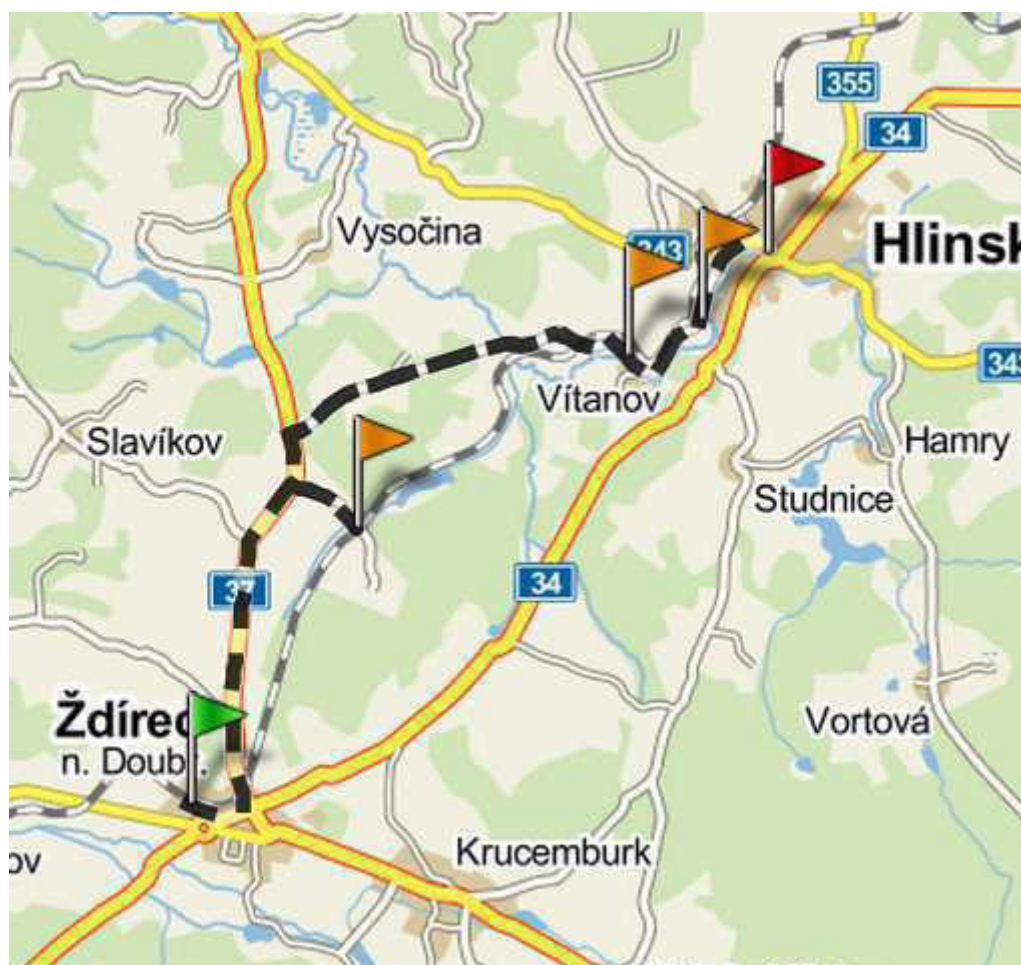 355
34
Vysočina
343
Hlinsk
343
Vítanov
Slavíkov
Hamry
Studnice
37
34
Ždírec
n. Doubr.
Vortová
Krucemburk
ov